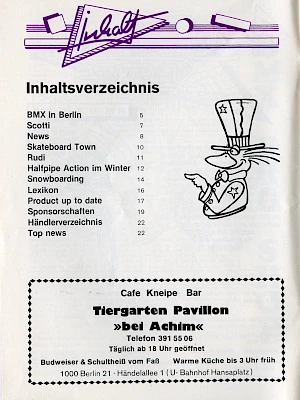 Inhalt
Inhaltsverzeichnis
BMX in Berlin 5
Scotti 7
News 8
Skateboard Town 10
Rudi 11
Halfpipe Action im Winter 12
Snowboarding 14
Lexikon 16
Product up to date 17
Sponsorschaften 19
Händlerverzeichnis 22
Top news 22
Cafe Kneipe Bar
Tiergarten Pavillon
»bei Achim«
Telefon 391 55 06
Täglich ab 18 Uhr geöffnet
Budweiser & Schultheiß vom Faß Warme Küche bis 3 Uhr früh
1000 Berlin 21 · Händelallee 1 (U-Bahnhof Hansaplatz)